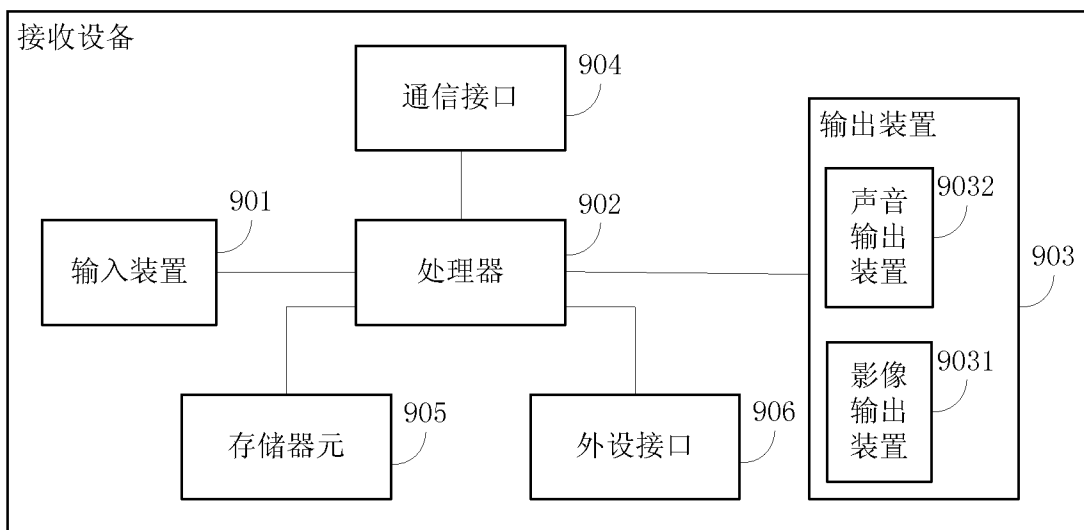 接收设备
904
通信接口
输出装置
901
902
9032
声音
输出
装置
903
输入装置
处理器
9031
影像
输出
装置
905
906
存储器元
外设接口